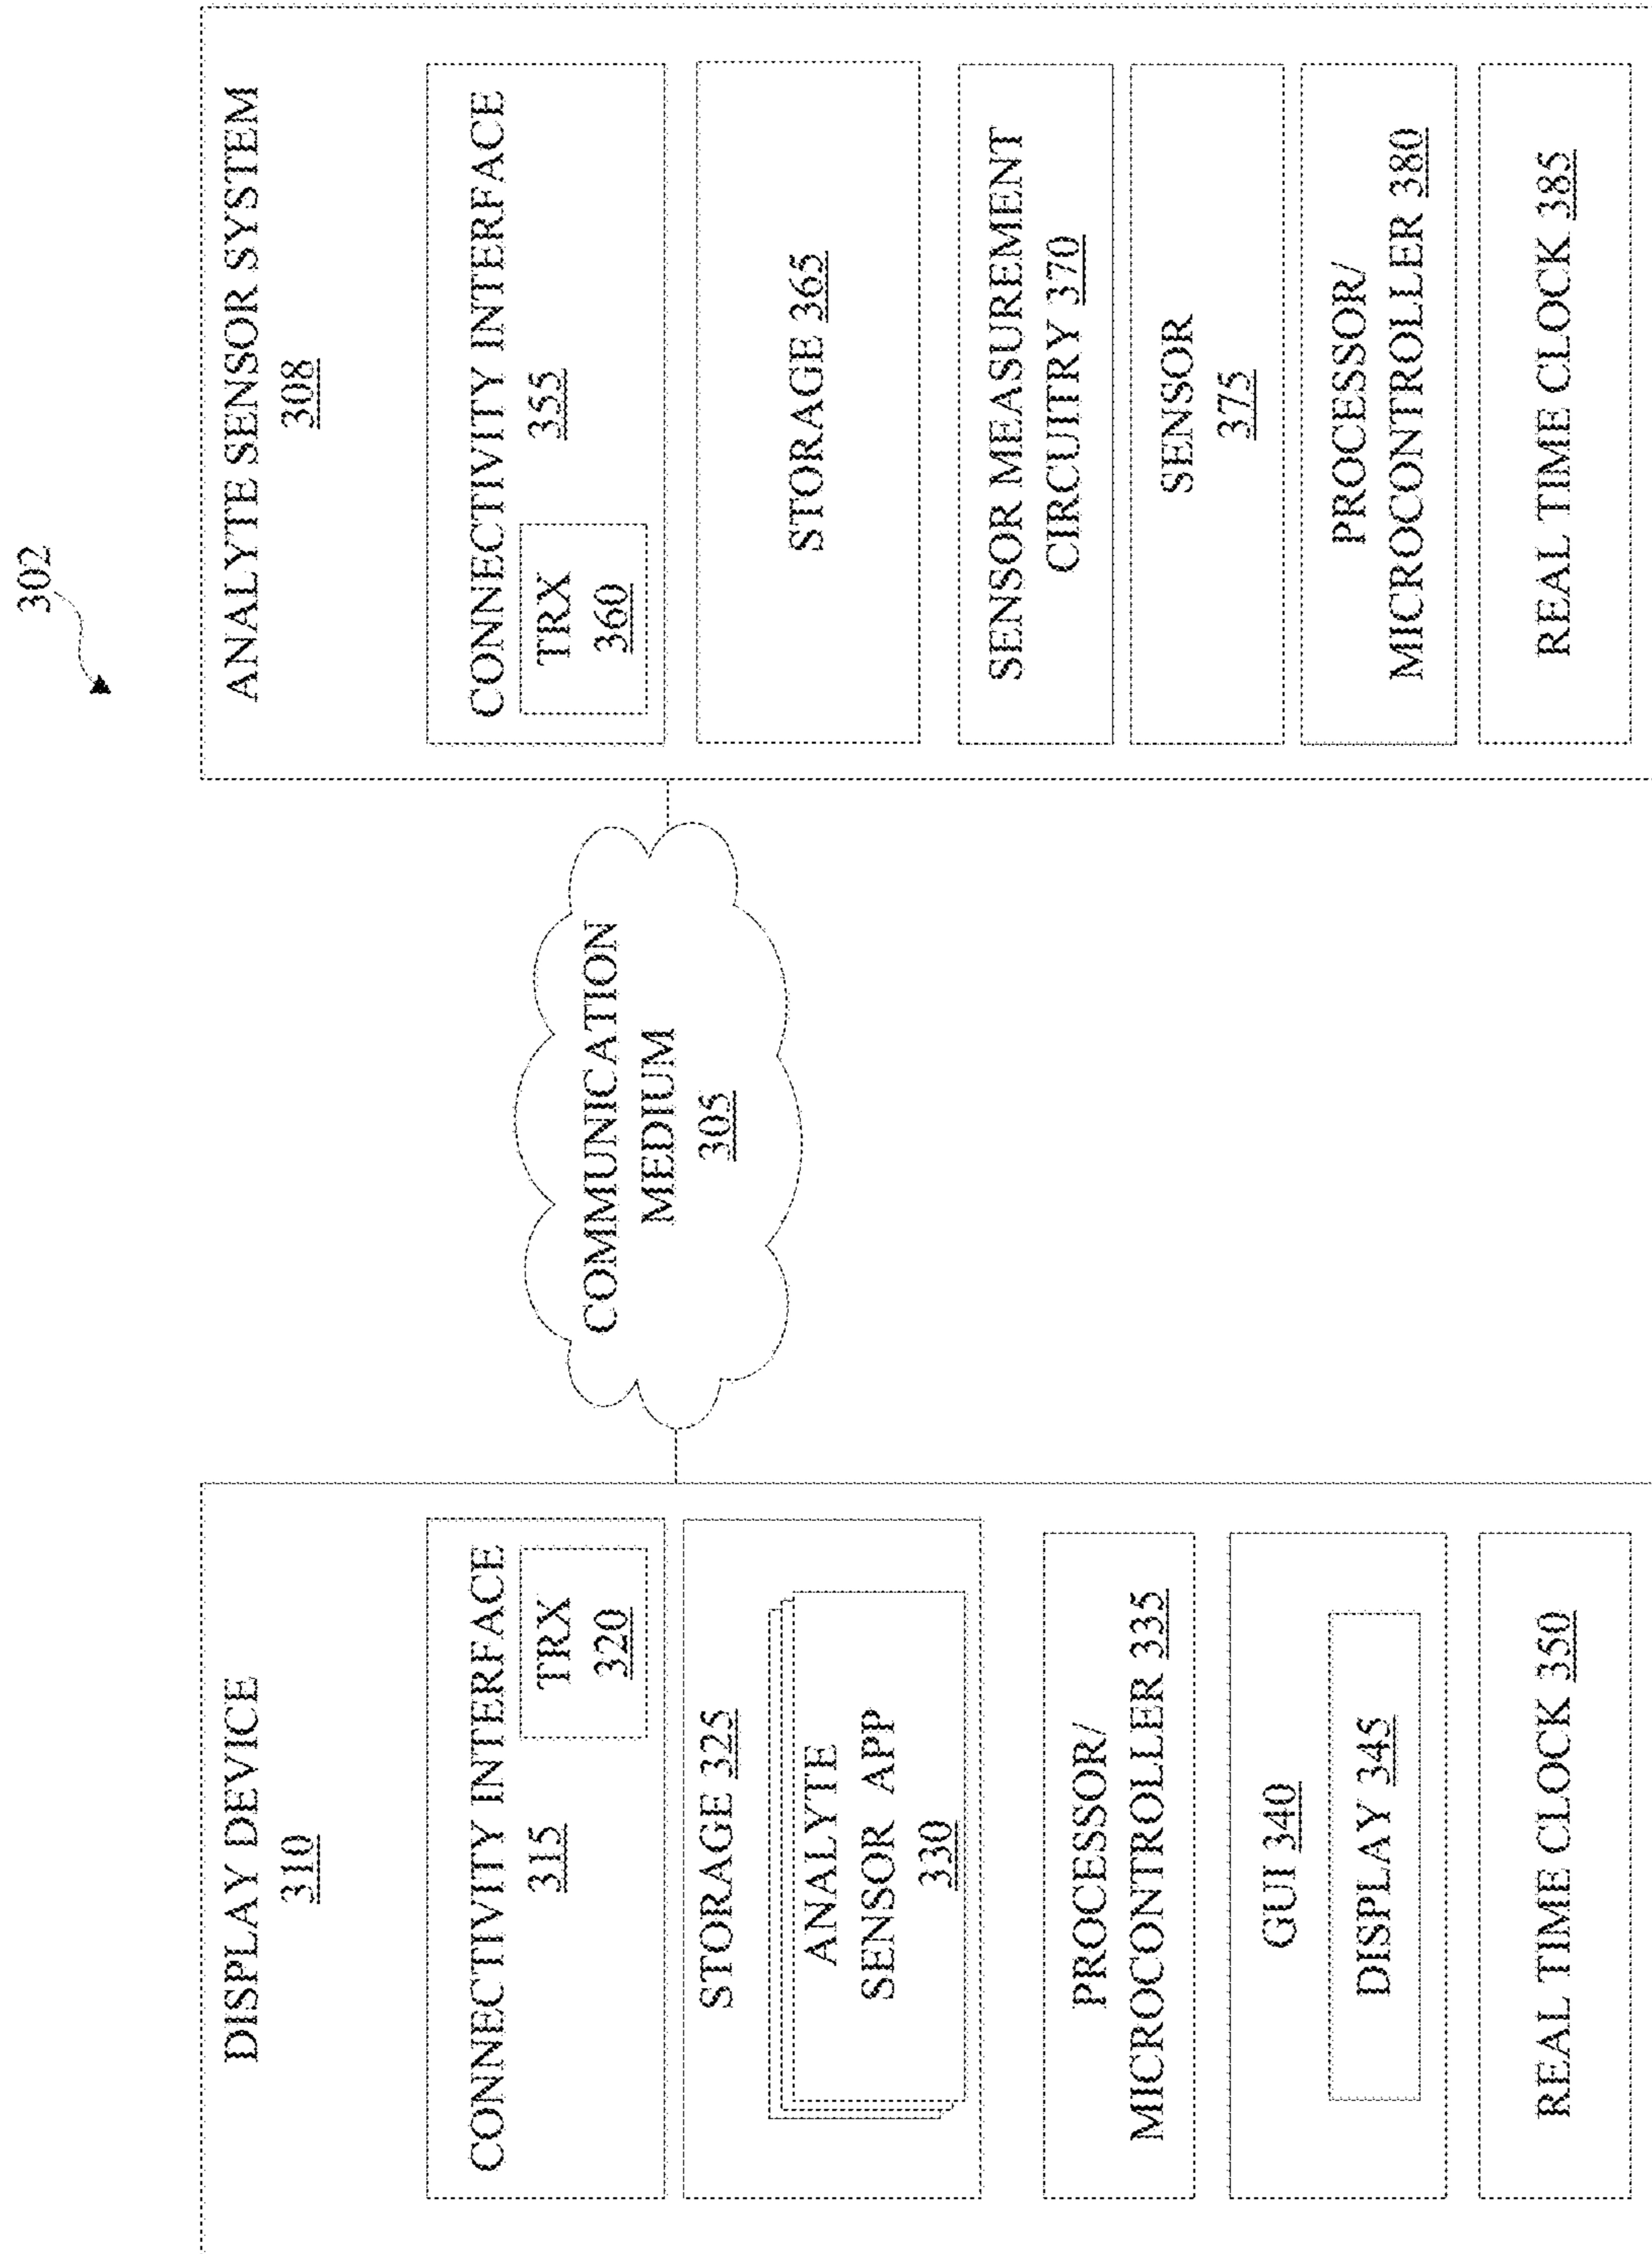 302
DISPLAY DEVICE
310
CONNECTIVITY INTERFACE
315
TRX
320
STORAGE 325
ANALYTE
SENSOR APP
330
PROCESSOR/
MICROCONTROLLER 335
GUI 340
DISPLAY 345
REAL TIME CLOCK 350
COMMUNICATION
MEDIUM
305
ANALYTE SENSOR SYSTEM
308
CONNECTIVITY INTERFACE
355
TRX
360
STORAGE 365
SENSOR MEASUREMENT
CIRCUITRY 370
SENSOR
375
PROCESSOR/
MICROCONTROLLER 380
REAL TIME CLOCK 385